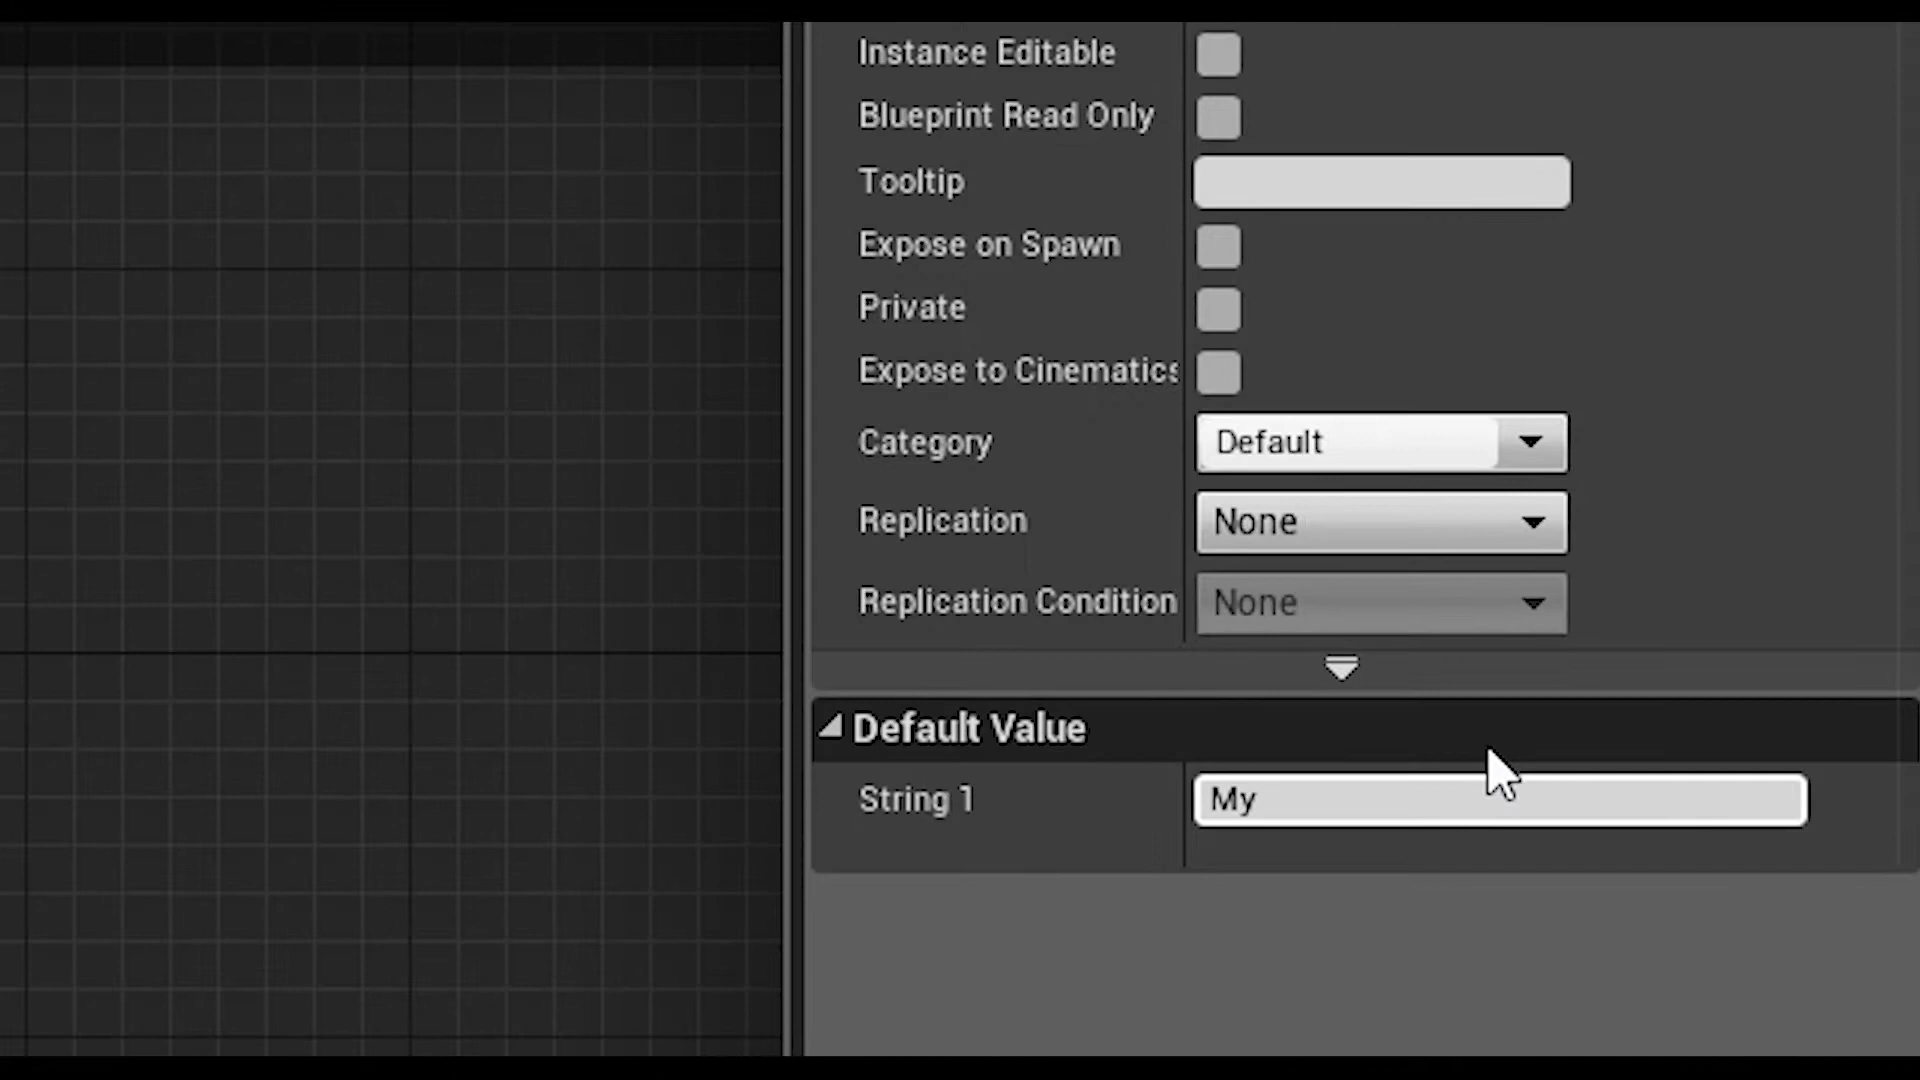 Instance Editable
Blueprint Read Only
Tooltip
Expose on Spawn
Private
Expose to Cinematics
Category Default
Replication None
Replication Condition None
Default Value
String 1 My